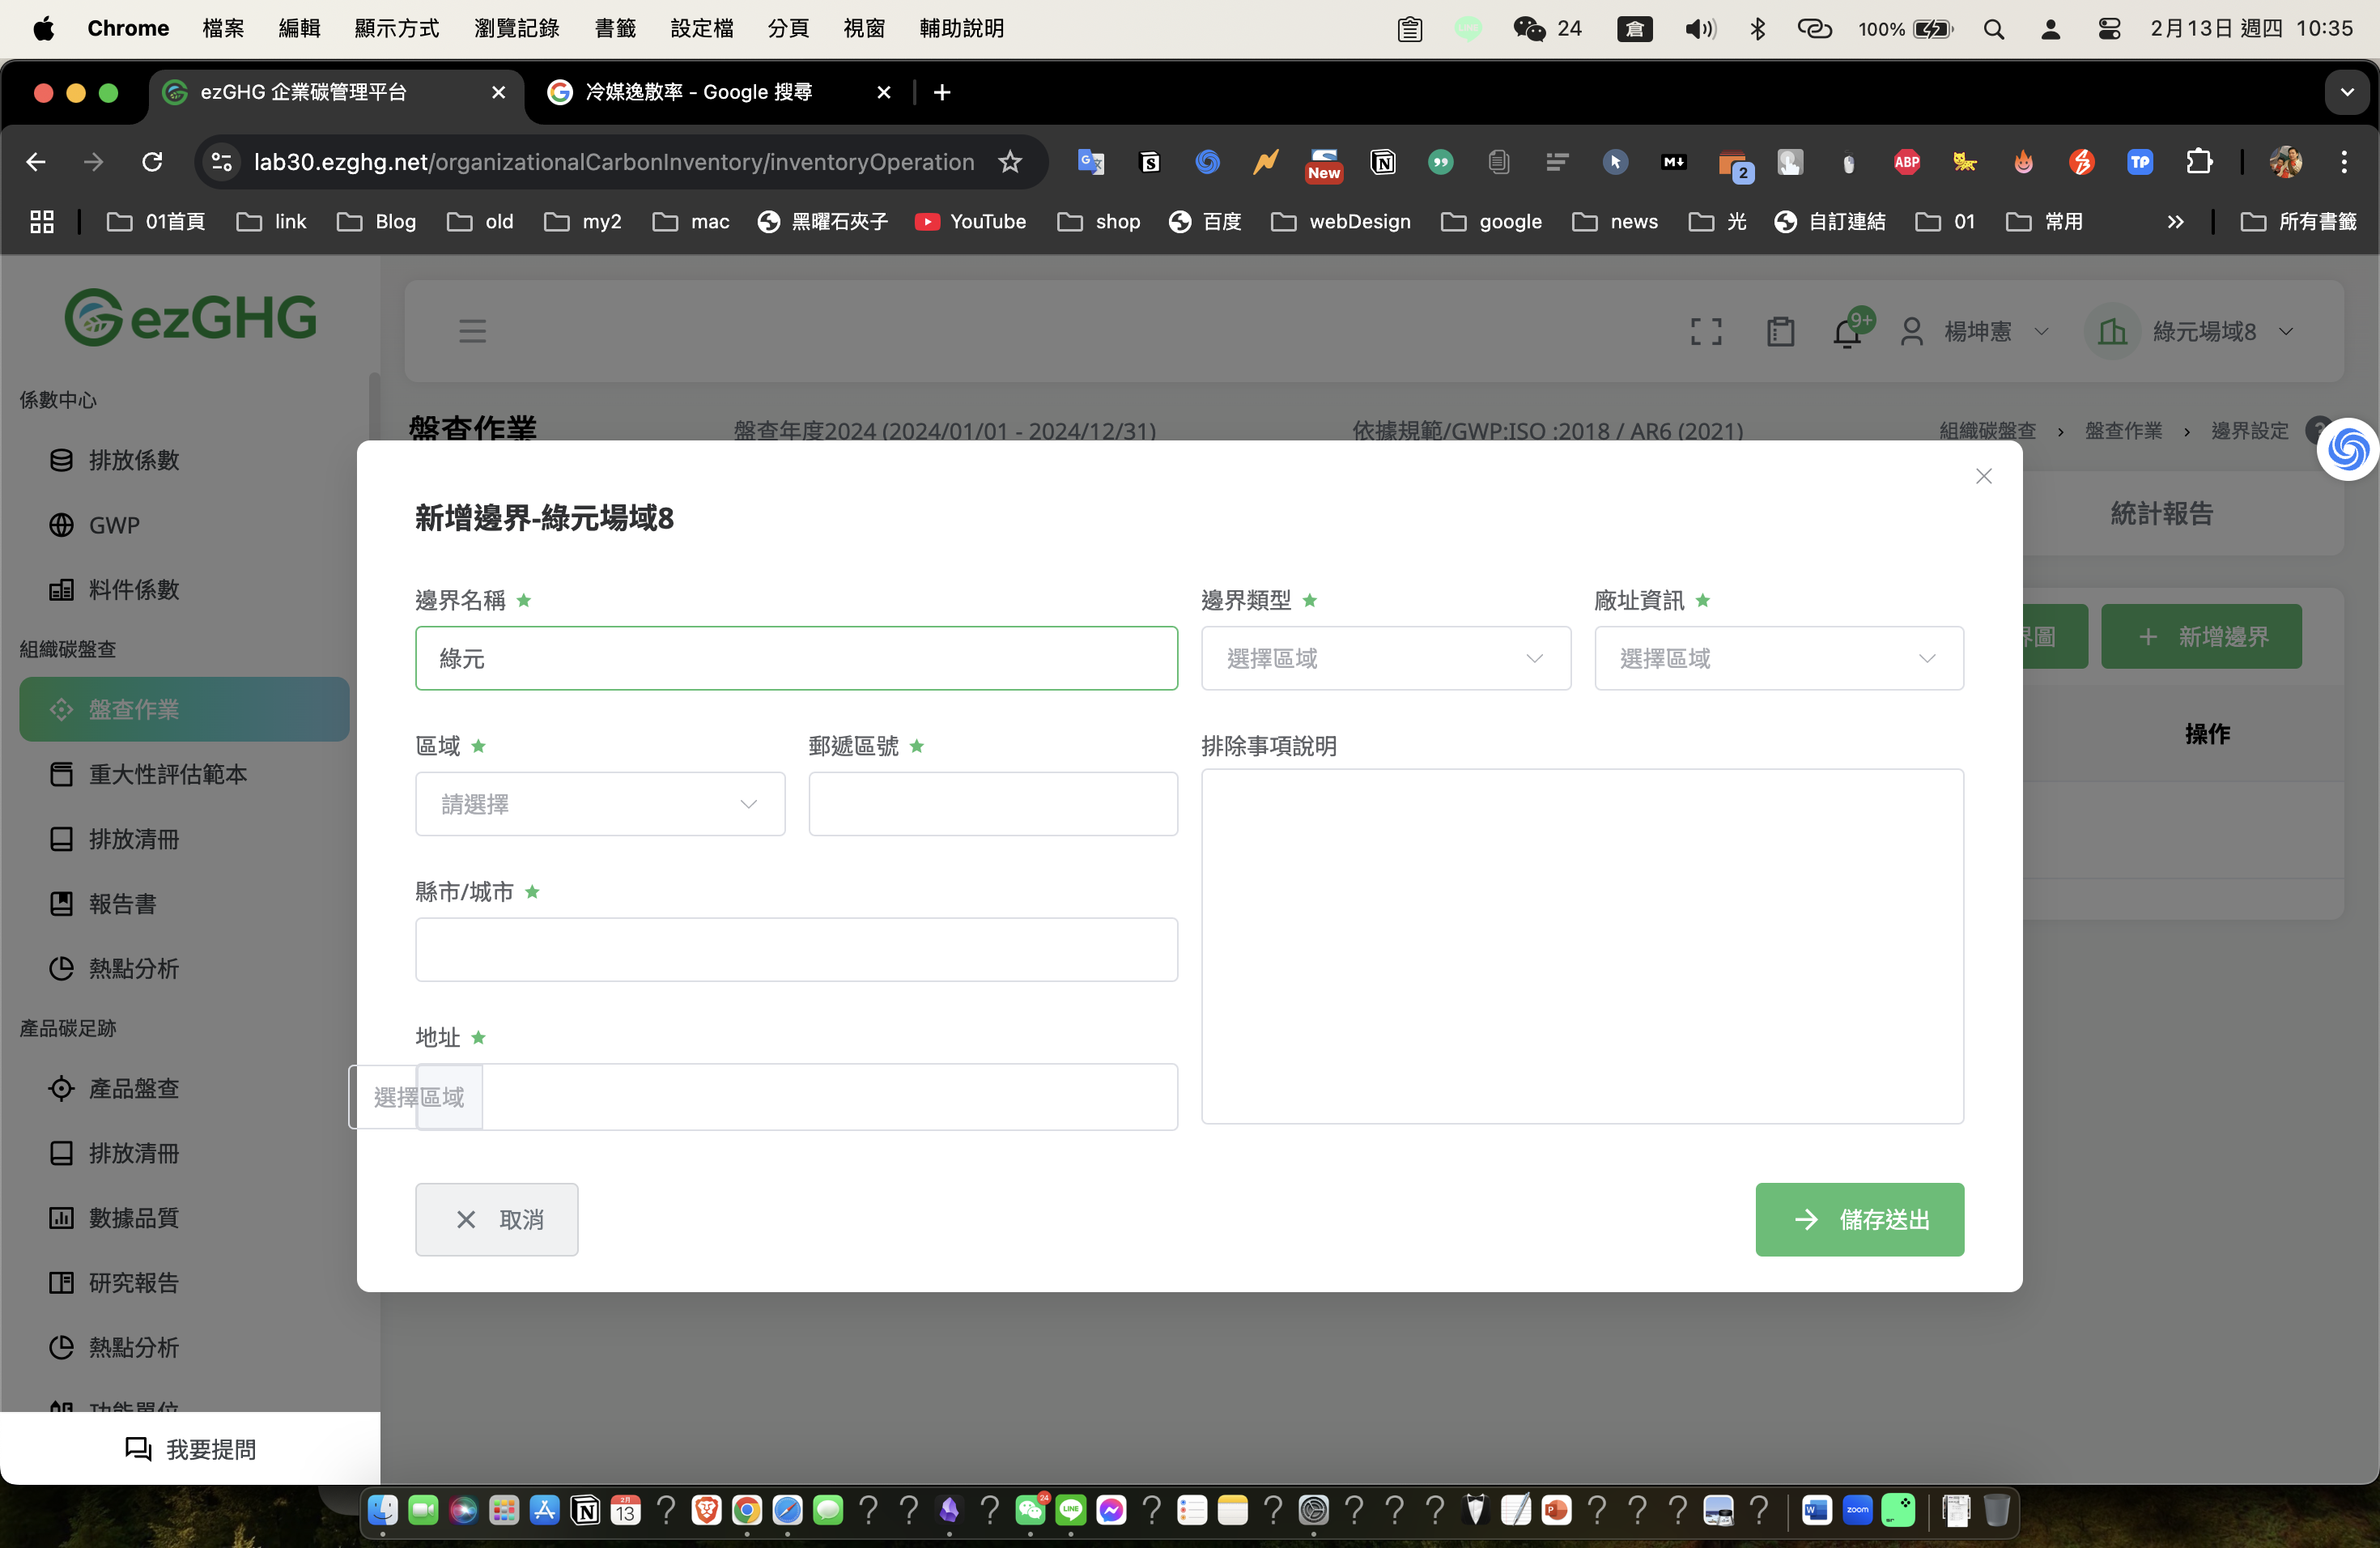 Chrome 檔案 編輯 顯示方式 瀏覽記錄 書籤 設定檔 分頁 視窗 輔助說明 24 倉 100% 2月13日 週四 10:35
ezGHG 企業碳管理平台 冷媒逸散率 - Google 搜尋
lab30.ezghg.net/organizationalCarbonInventory/inventoryOperation New 2 ABP TP
01首頁 link Blog old my2 mac 黑曜石夾子 YouTube shop 百度 webDesign google news 光 自訂連結 01 常用 所有書籤
ezGHG
9+ 楊坤憲 綠元場域8
係數中心
排放係數
GWP
料件係數
組織碳盤查
盤查作業
重大性評估範本
排放清冊
報告書
熱點分析
產品碳足跡
產品盤查
排放清冊
數據品質
研究報告
熱點分析
功能單位
我要提問
盤查作業 盤查年度2024 (2024/01/01 - 2024/12/31) 依據規範/GWP:ISO :2018 / AR6 (2021) 組織碳盤查 › 盤查作業 › 邊界設定
統計報告
界圖 + 新增邊界
操作
新增邊界-綠元場域8
邊界名稱 邊界類型 廠址資訊
綠元 選擇區域 選擇區域
區域 郵遞區號 排除事項說明
請選擇
縣市/城市
地址
選擇區域
取消 儲存送出
2月
13
24
LINE
zoom